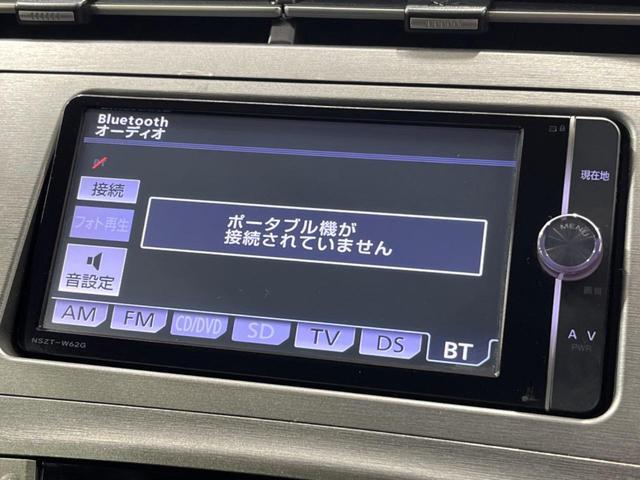 Bluetooth
オーディオ
接続
フォト再生
音設定
ポータブル機が
接続されていません
AM FM CD/DVD SD TV DS BT
NSZT-W62G
現在地
MENU
A V
PWR